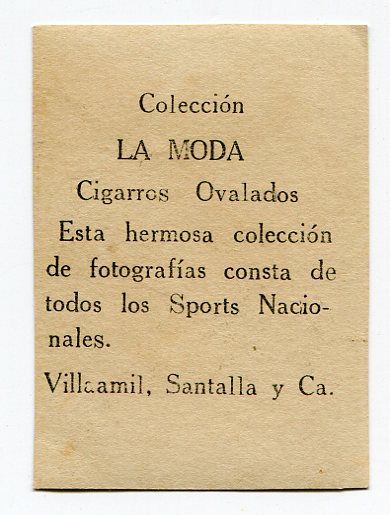 Colección
LA MODA
Cigarros Ovalados
Esta hermosa colección
de fotografías consta de
todos los Sports Nacio-
nales.
Villaamil, Santalla y Ca.